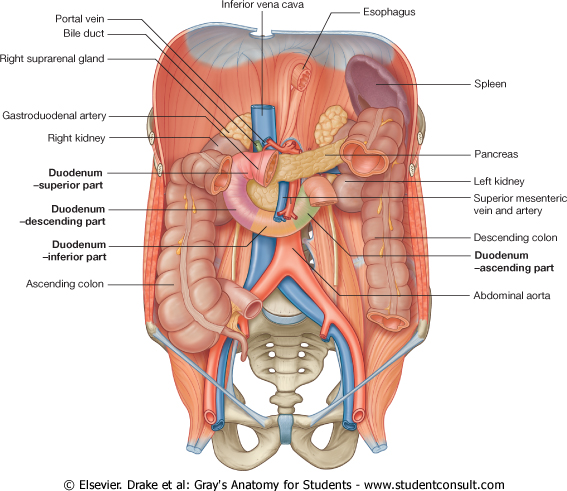 Inferior vena cava
Esophagus
Portal vein
Bile duct
Right suprarenal gland
Spleen
Gastroduodenal artery
Right kidney
Pancreas
Duodenum
–superior part
Left kidney
Superior mesenteric
vein and artery
Duodenum
–descending part
Descending colon
Duodenum
–inferior part
Duodenum
–ascending part
Ascending colon
Abdominal aorta
© Elsevier. Drake et al: Gray's Anatomy for Students - www.studentconsult.com